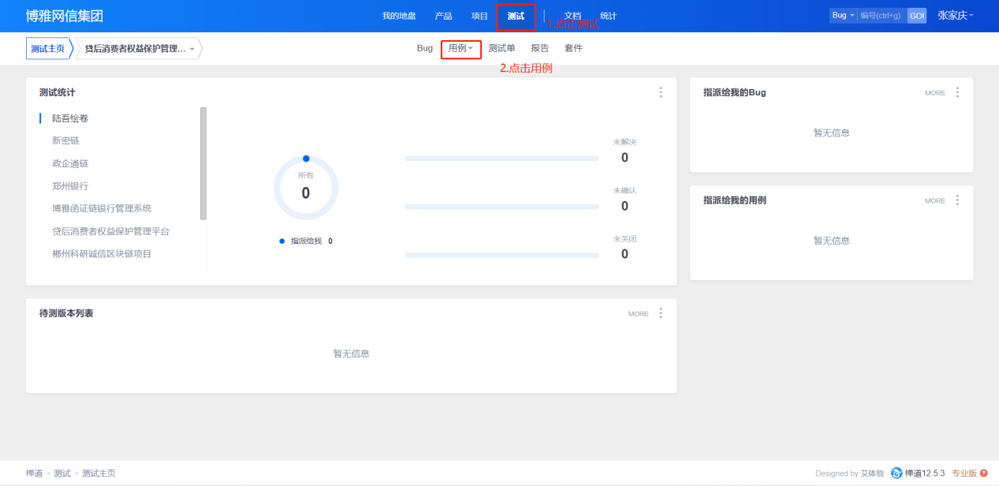 博雅网信集团
我的地盘 产品 项目 测试 文档 统计
Bug 编号(ctrl+g) GO! 张家庆
1.点击测试
测试主页 贷后消费者权益保护管理...
Bug 用例 测试单 报告 套件
2.点击用例
测试统计
陆吾绘卷
新密链
政企通链
郑州银行
博雅函证链银行管理系统
贷后消费者权益保护管理平台
郴州科研诚信区块链项目
所有
0
指派给我 0
未解决
0
未确认
0
未关闭
0
指派给我的Bug MORE
暂无信息
指派给我的用例 MORE
暂无信息
待测版本列表 MORE
暂无信息
禅道 > 测试 > 测试主页
Designed by 艾体验 禅道12.5.3 专业版